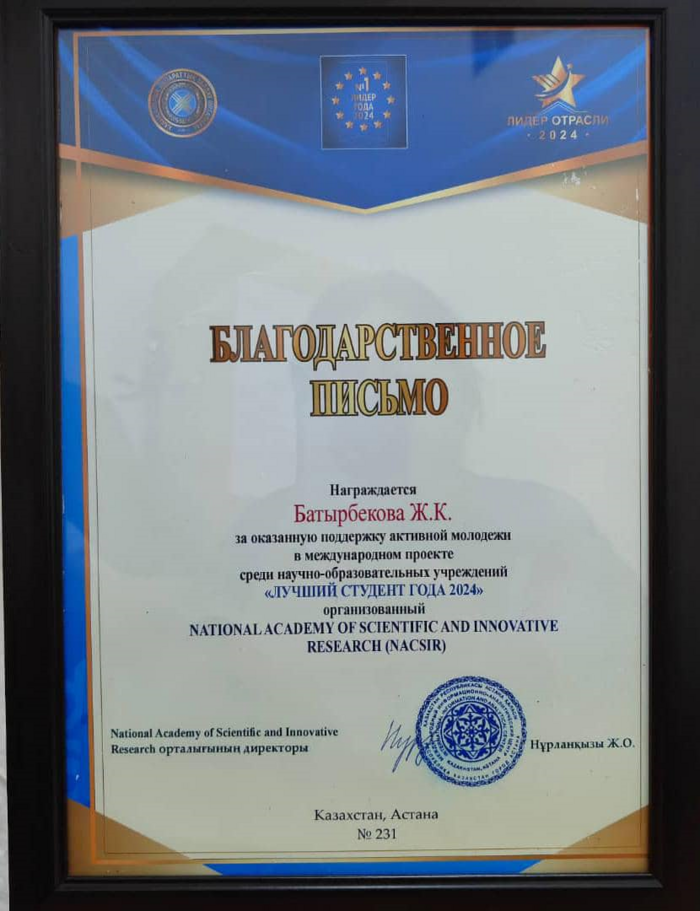 №1
ЛИДЕР
ГОДА
2024
ЛИДЕР ОТРАСЛИ
· 2024 ·
БЛАГОДАРСТВЕННОЕ
ПИСЬМО
Награждается
Батырбекова Ж.К.
за оказанную поддержку активной молодежи
в международном проекте
среди научно-образовательных учреждений
«ЛУЧШИЙ СТУДЕНТ ГОДА 2024»
организованный
NATIONAL ACADEMY OF SCIENTIFIC AND INNOVATIVE
RESEARCH (NACSIR)
National Academy of Scientific and Innovative
Research орталығының директоры
Нұрланқызы Ж.О.
Казахстан, Астана
№ 231